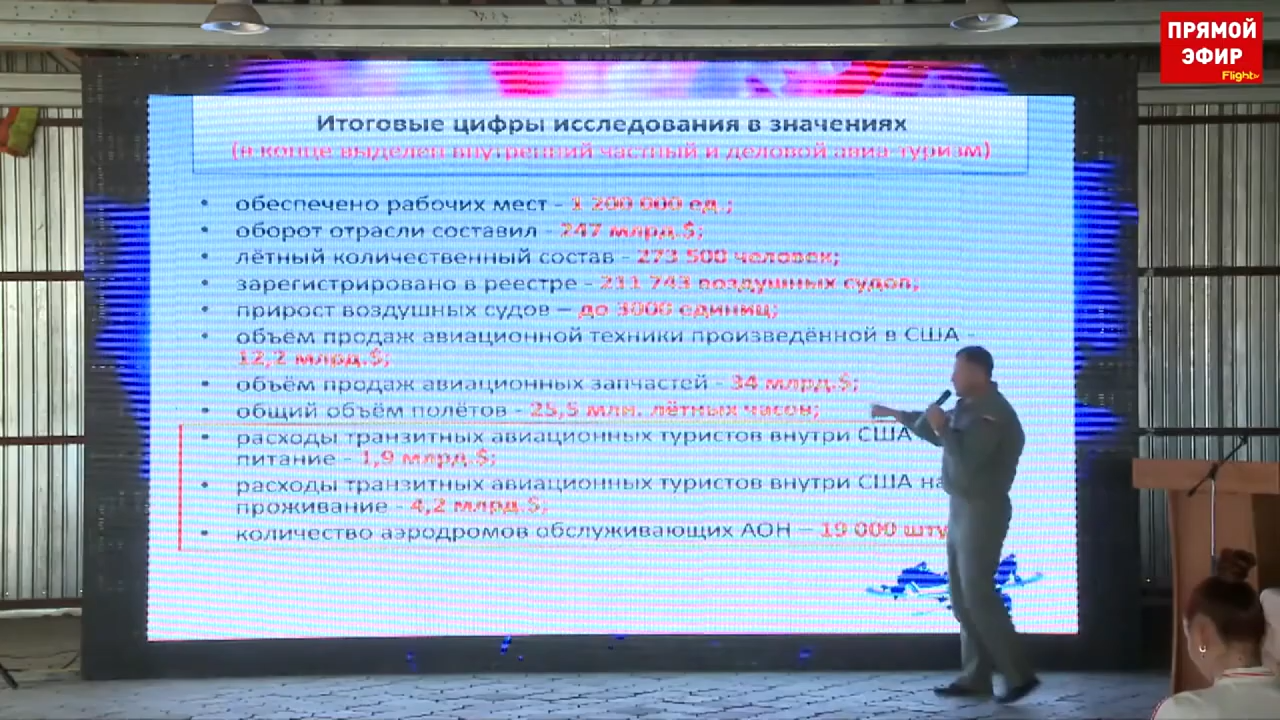 ПРЯМОЙ
ЭФИР
Flighttv
Итоговые цифры исследования в значениях
(в конце выделен внутренний частный и деловой авиа-туризм)
• обеспечено рабочих мест - 1 200 000 ед.;
• оборот отрасли составил - 247 млрд.$;
• лётный количественный состав - 273 500 человек;
• зарегистрировано в реестре - 211 743 воздушных судов;
• прирост воздушных судов – до 3000 единиц;
• объём продаж авиационной техники произведённой в США -
12,2 млрд.$;
• объём продаж авиационных запчастей - 34 млрд.$;
• общий объём полётов - 25,5 млн. лётных часов;
• расходы транзитных авиационных туристов внутри США
питание - 1,9 млрд.$;
• расходы транзитных авиационных туристов внутри США на
проживание - 4,2 млрд.$;
• количество аэродромов обслуживающих АОН – 19 000 шту